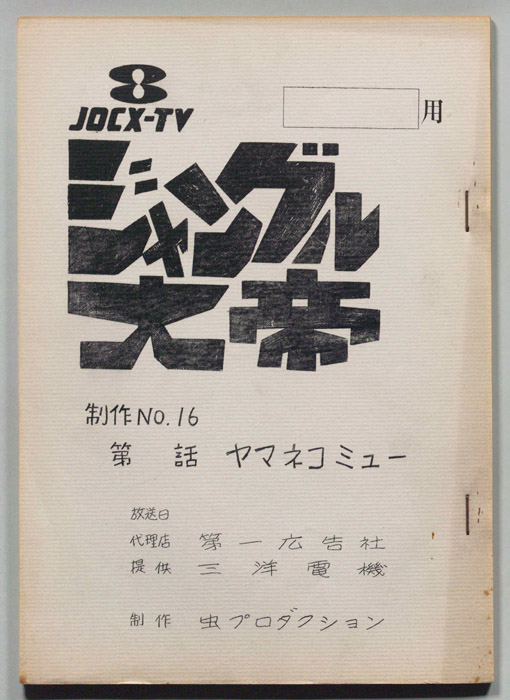 8
JOCX-TV
用
ジャングル
大帝
制作NO.16
第　話 ヤマネコミュー
放送日
代理店 第一広告社
提供 三洋電機
制作 虫プロダクション